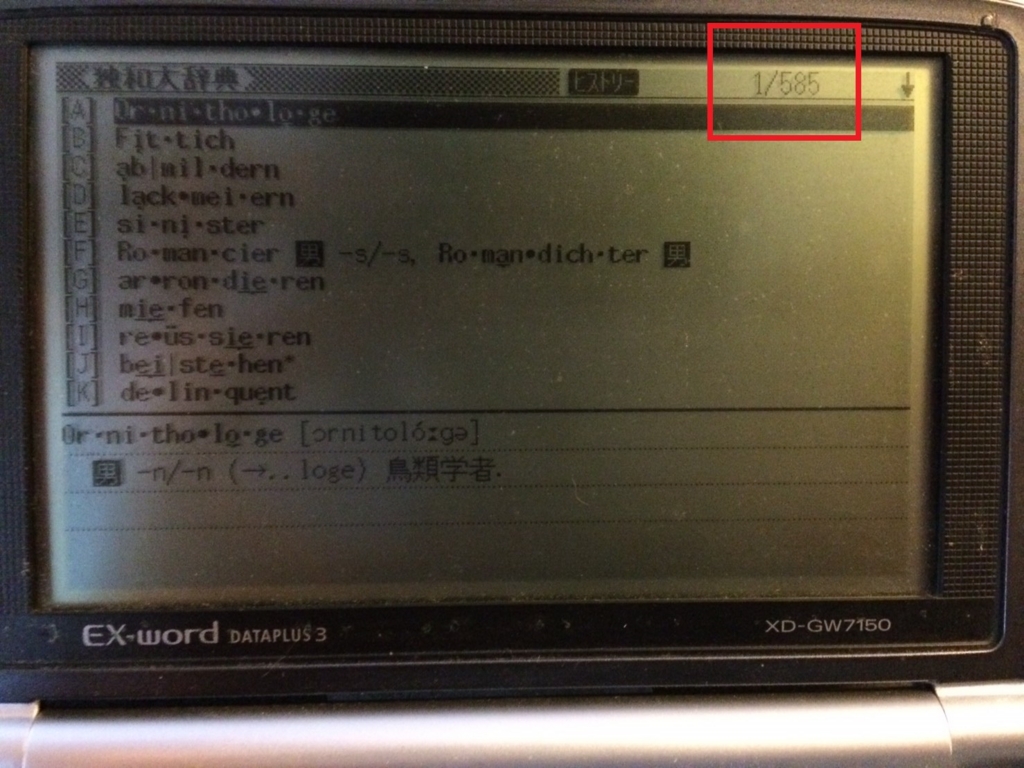 独和大辞典 ヒストリー 1/585
[A] Or·ni·tho•lo·ge
[B] Fit·tich
[C] ab|mil·dern
[D] lack•mei·ern
[E] si·ni·ster
[F] Ro·man·cier 男 -s/-s, Ro·man•dich·ter 男
[G] ar•ron·die·ren
[H] mie·fen
[I] re•üs·sie·ren
[J] bei|ste·hen*
[K] de•lin·quent
Or·ni·tho•lo·ge [ɔrnitoló:gə]
男 -n/-n (→..loge) 鳥類学者.
EX-word DATAPLUS 3 XD-GW7150